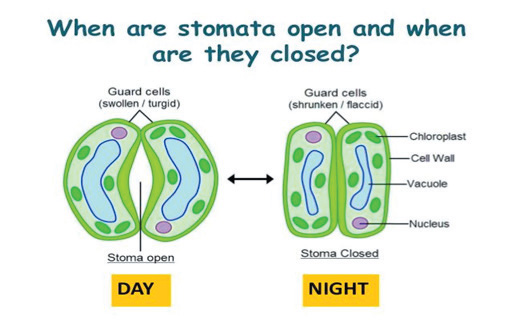 When are stomata open and when
are they closed?
Guard cells
(swollen / turgid)
Stoma open
DAY
Guard cells
(shrunken / flaccid)
Chloroplast
Cell Wall
Vacuole
Nucleus
Stoma Closed
NIGHT